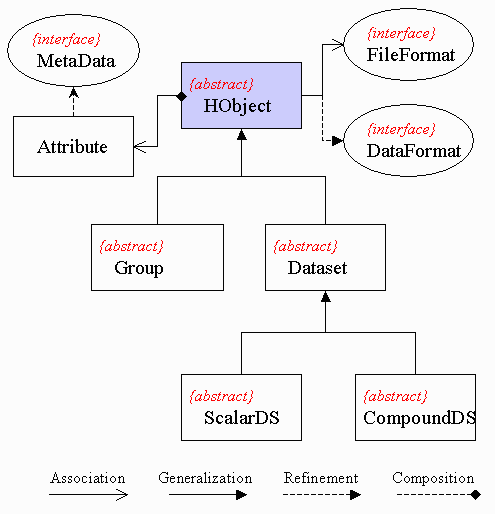 {interface}
MetaData
{abstract}
HObject
{interface}
FileFormat
Attribute
{interface}
DataFormat
{abstract}
Group
{abstract}
Dataset
{abstract}
ScalarDS
{abstract}
CompoundDS
Association
Generalization
Refinement
Composition